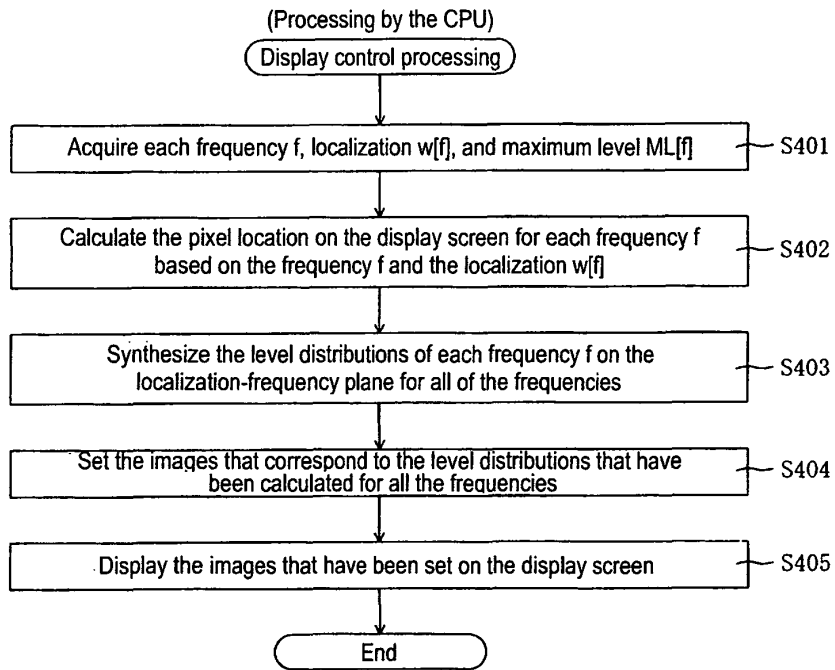 (Processing by the CPU)
Display control processing
Acquire each frequency f, localization w[f], and maximum level ML[f]
S401
Calculate the pixel location on the display screen for each frequency f
based on the frequency f and the localization w[f]
S402
Synthesize the level distributions of each frequency f on the
localization-frequency plane for all of the frequencies
S403
Set the images that correspond to the level distributions that have
been calculated for all the frequencies
S404
Display the images that have been set on the display screen
S405
End